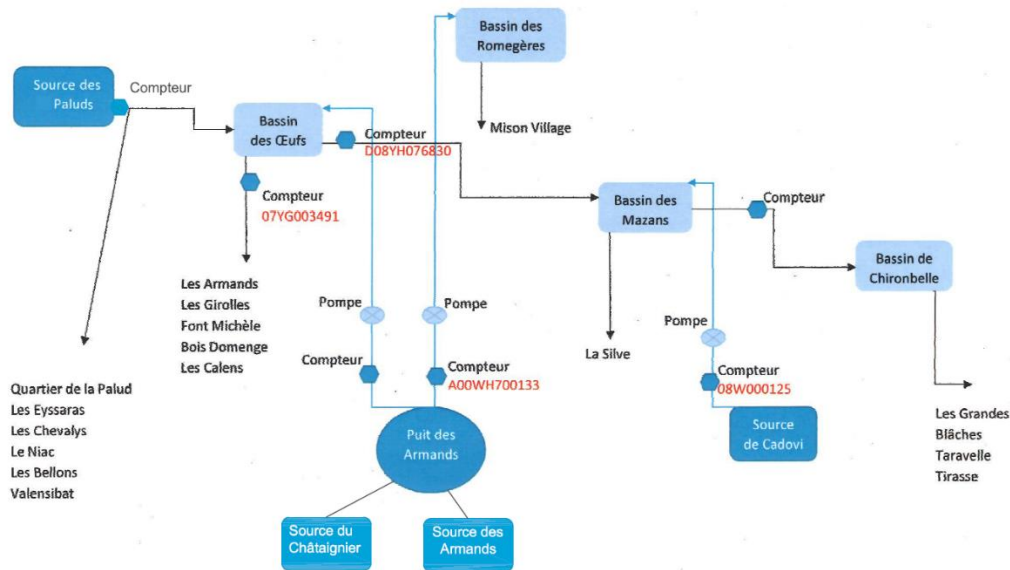 Bassin des
Romegères
Source des
Paluds
Compteur
Bassin
des Œufs
Compteur
D08YH076830
Mison Village
Compteur
07YG003491
Bassin des
Mazans
Compteur
Bassin de
Chironbelle
Les Armands
Les Girolles
Font Michèle
Bois Domenge
Les Calens
Pompe
Pompe
Pompe
La Silve
Compteur
Compteur
A00WH700133
Compteur
08W000125
Quartier de la Palud
Les Eyssaras
Les Chevalys
Le Niac
Les Bellons
Valensibat
Puit des
Armands
Source
de Cadovi
Les Grandes
Blâches
Taravelle
Tirasse
Source du
Châtaignier
Source des
Armands